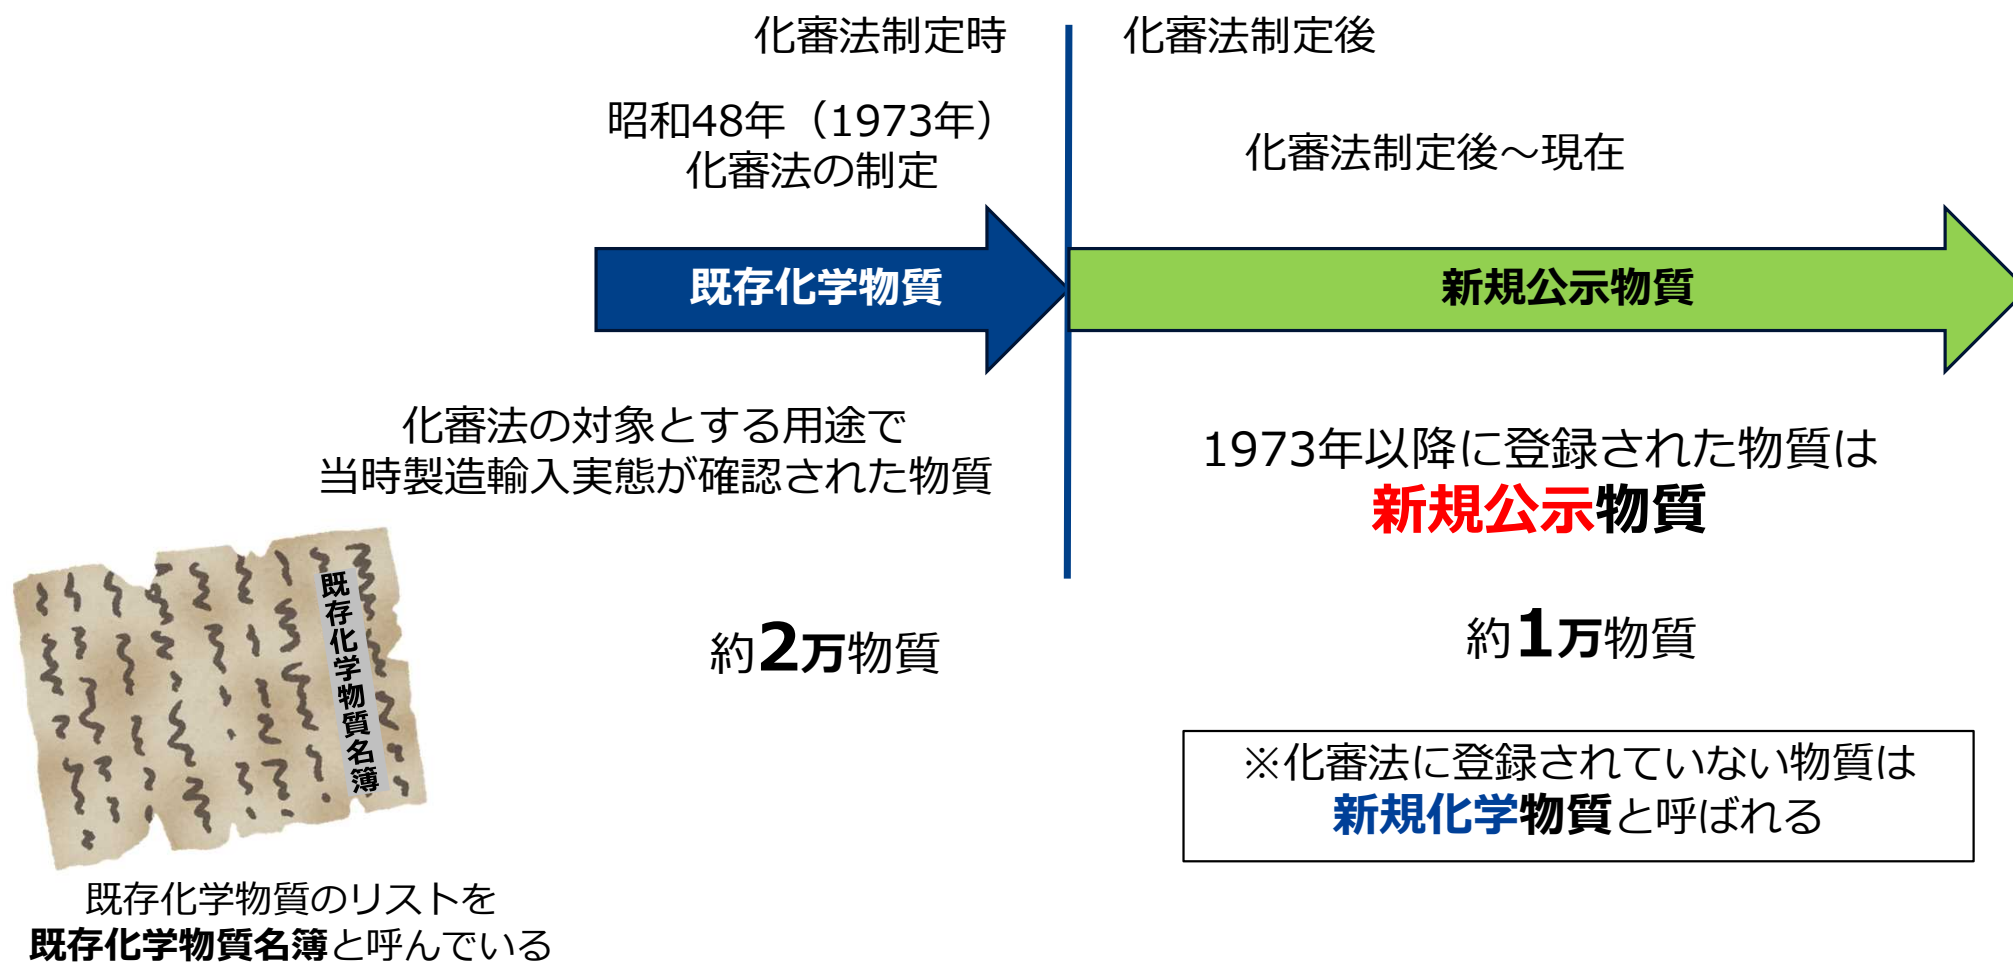 化審法制定時
化審法制定後
昭和48年（1973年）
化審法の制定
化審法制定後～現在
既存化学物質
新規公示物質
化審法の対象とする用途で
当時製造輸入実態が確認された物質
1973年以降に登録された物質は
新規公示物質
既存化学物質名簿
約2万物質
約1万物質
※化審法に登録されていない物質は
新規化学物質と呼ばれる
既存化学物質のリストを
既存化学物質名簿と呼んでいる